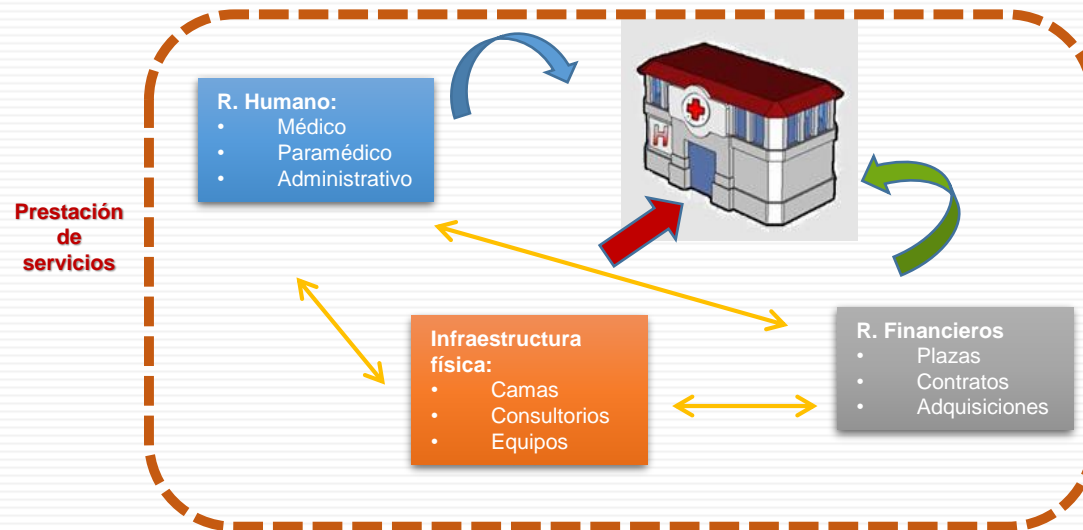 R. Humano:
• Médico
• Paramédico
• Administrativo
H
Prestación
de
servicios
Infraestructura
física:
• Camas
• Consultorios
• Equipos
R. Financieros
• Plazas
• Contratos
• Adquisiciones